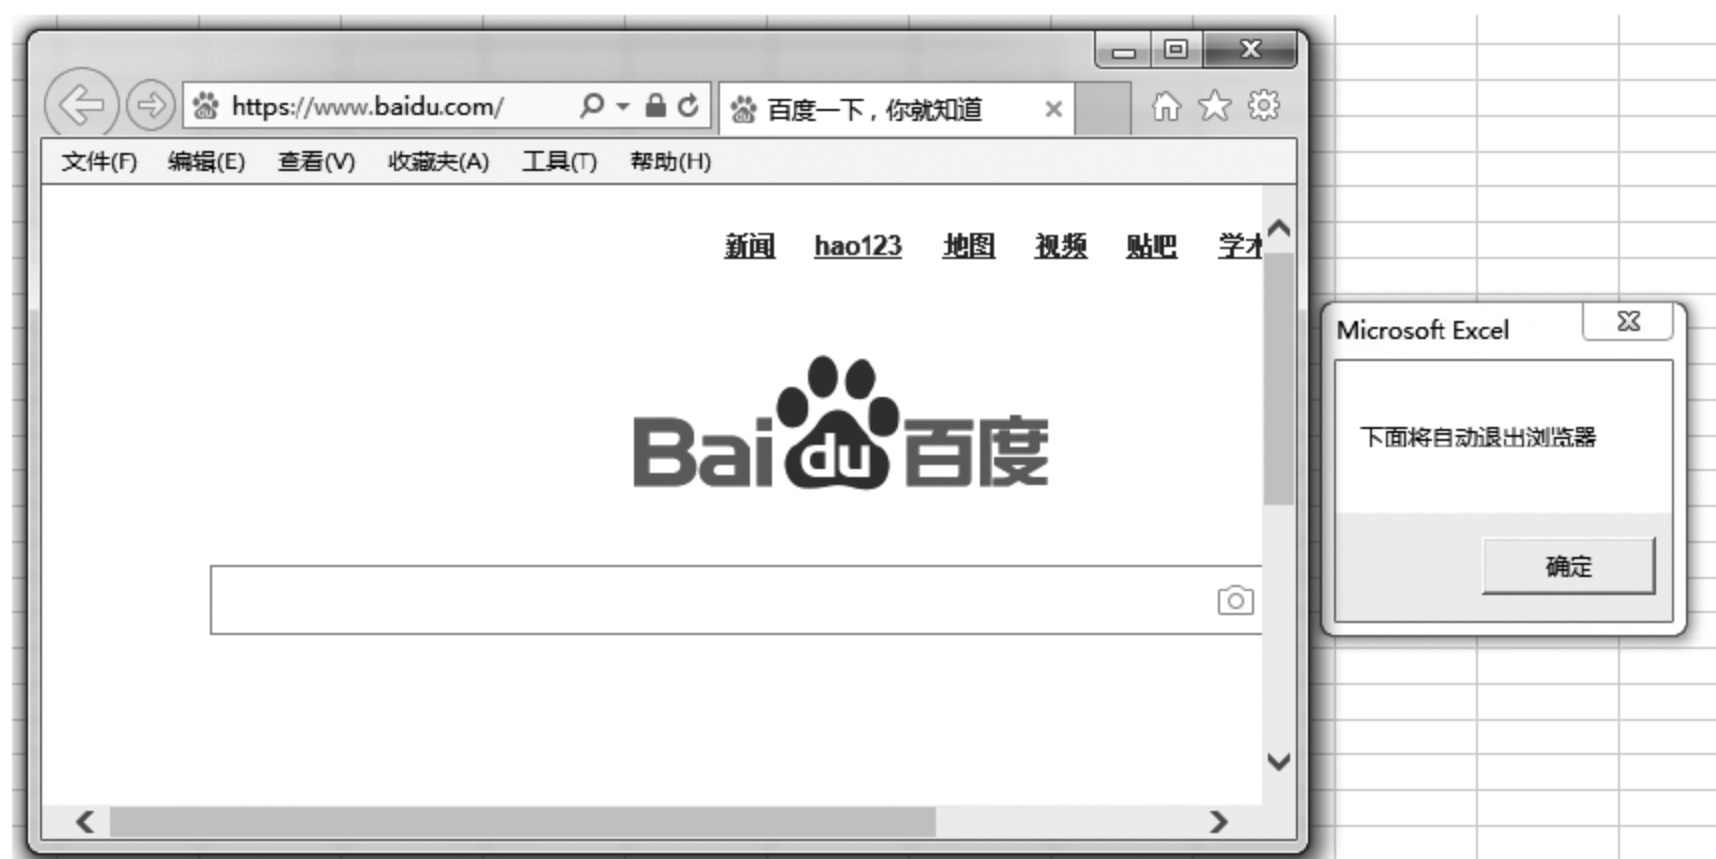 https://www.baidu.com/
百度一下，你就知道
文件(F) 编辑(E) 查看(V) 收藏夹(A) 工具(T) 帮助(H)
新闻 hao123 地图 视频 贴吧 学术
Bai du 百度
Microsoft Excel
下面将自动退出浏览器
确定